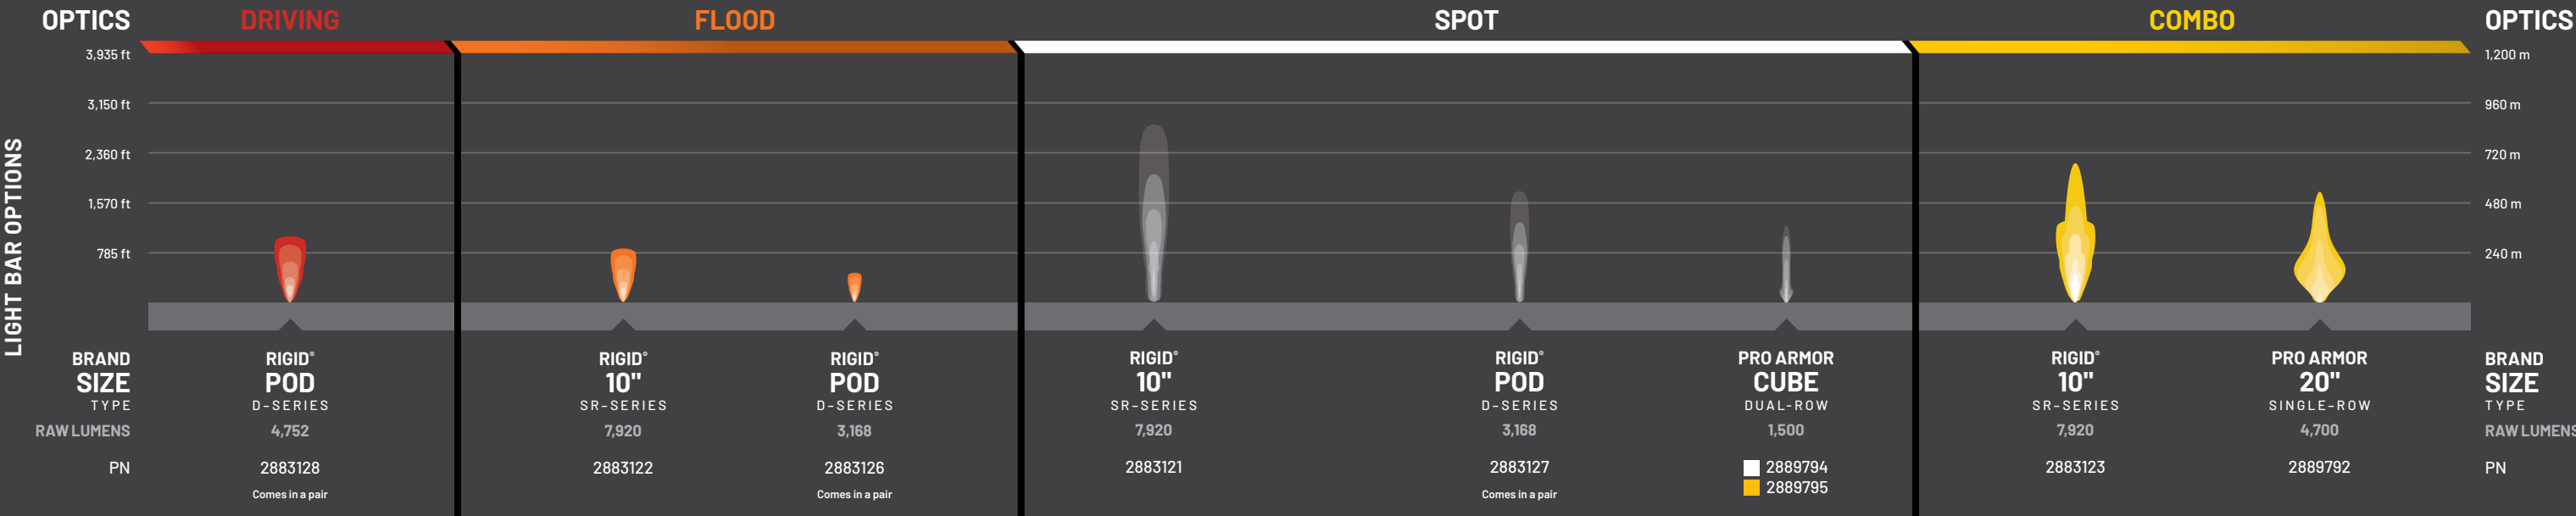 OPTICS DRIVING FLOOD SPOT COMBO OPTICS
3,935 ft 1,200 m
3,150 ft 960 m
2,360 ft 720 m
1,570 ft 480 m
785 ft 240 m
LIGHT BAR OPTIONS
BRAND RIGID® RIGID® RIGID® RIGID® RIGID® PRO ARMOR RIGID® PRO ARMOR BRAND
SIZE POD 10" POD 10" POD CUBE 10" 20" SIZE
TYPE D-SERIES SR-SERIES D-SERIES SR-SERIES D-SERIES DUAL-ROW SR-SERIES SINGLE-ROW TYPE
RAW LUMENS 4,752 7,920 3,168 7,920 3,168 1,500 7,920 4,700 RAW LUMENS
PN 2883128 2883122 2883126 2883121 2883127 2889794 2883123 2889792 PN
2889795
Comes in a pair Comes in a pair Comes in a pair